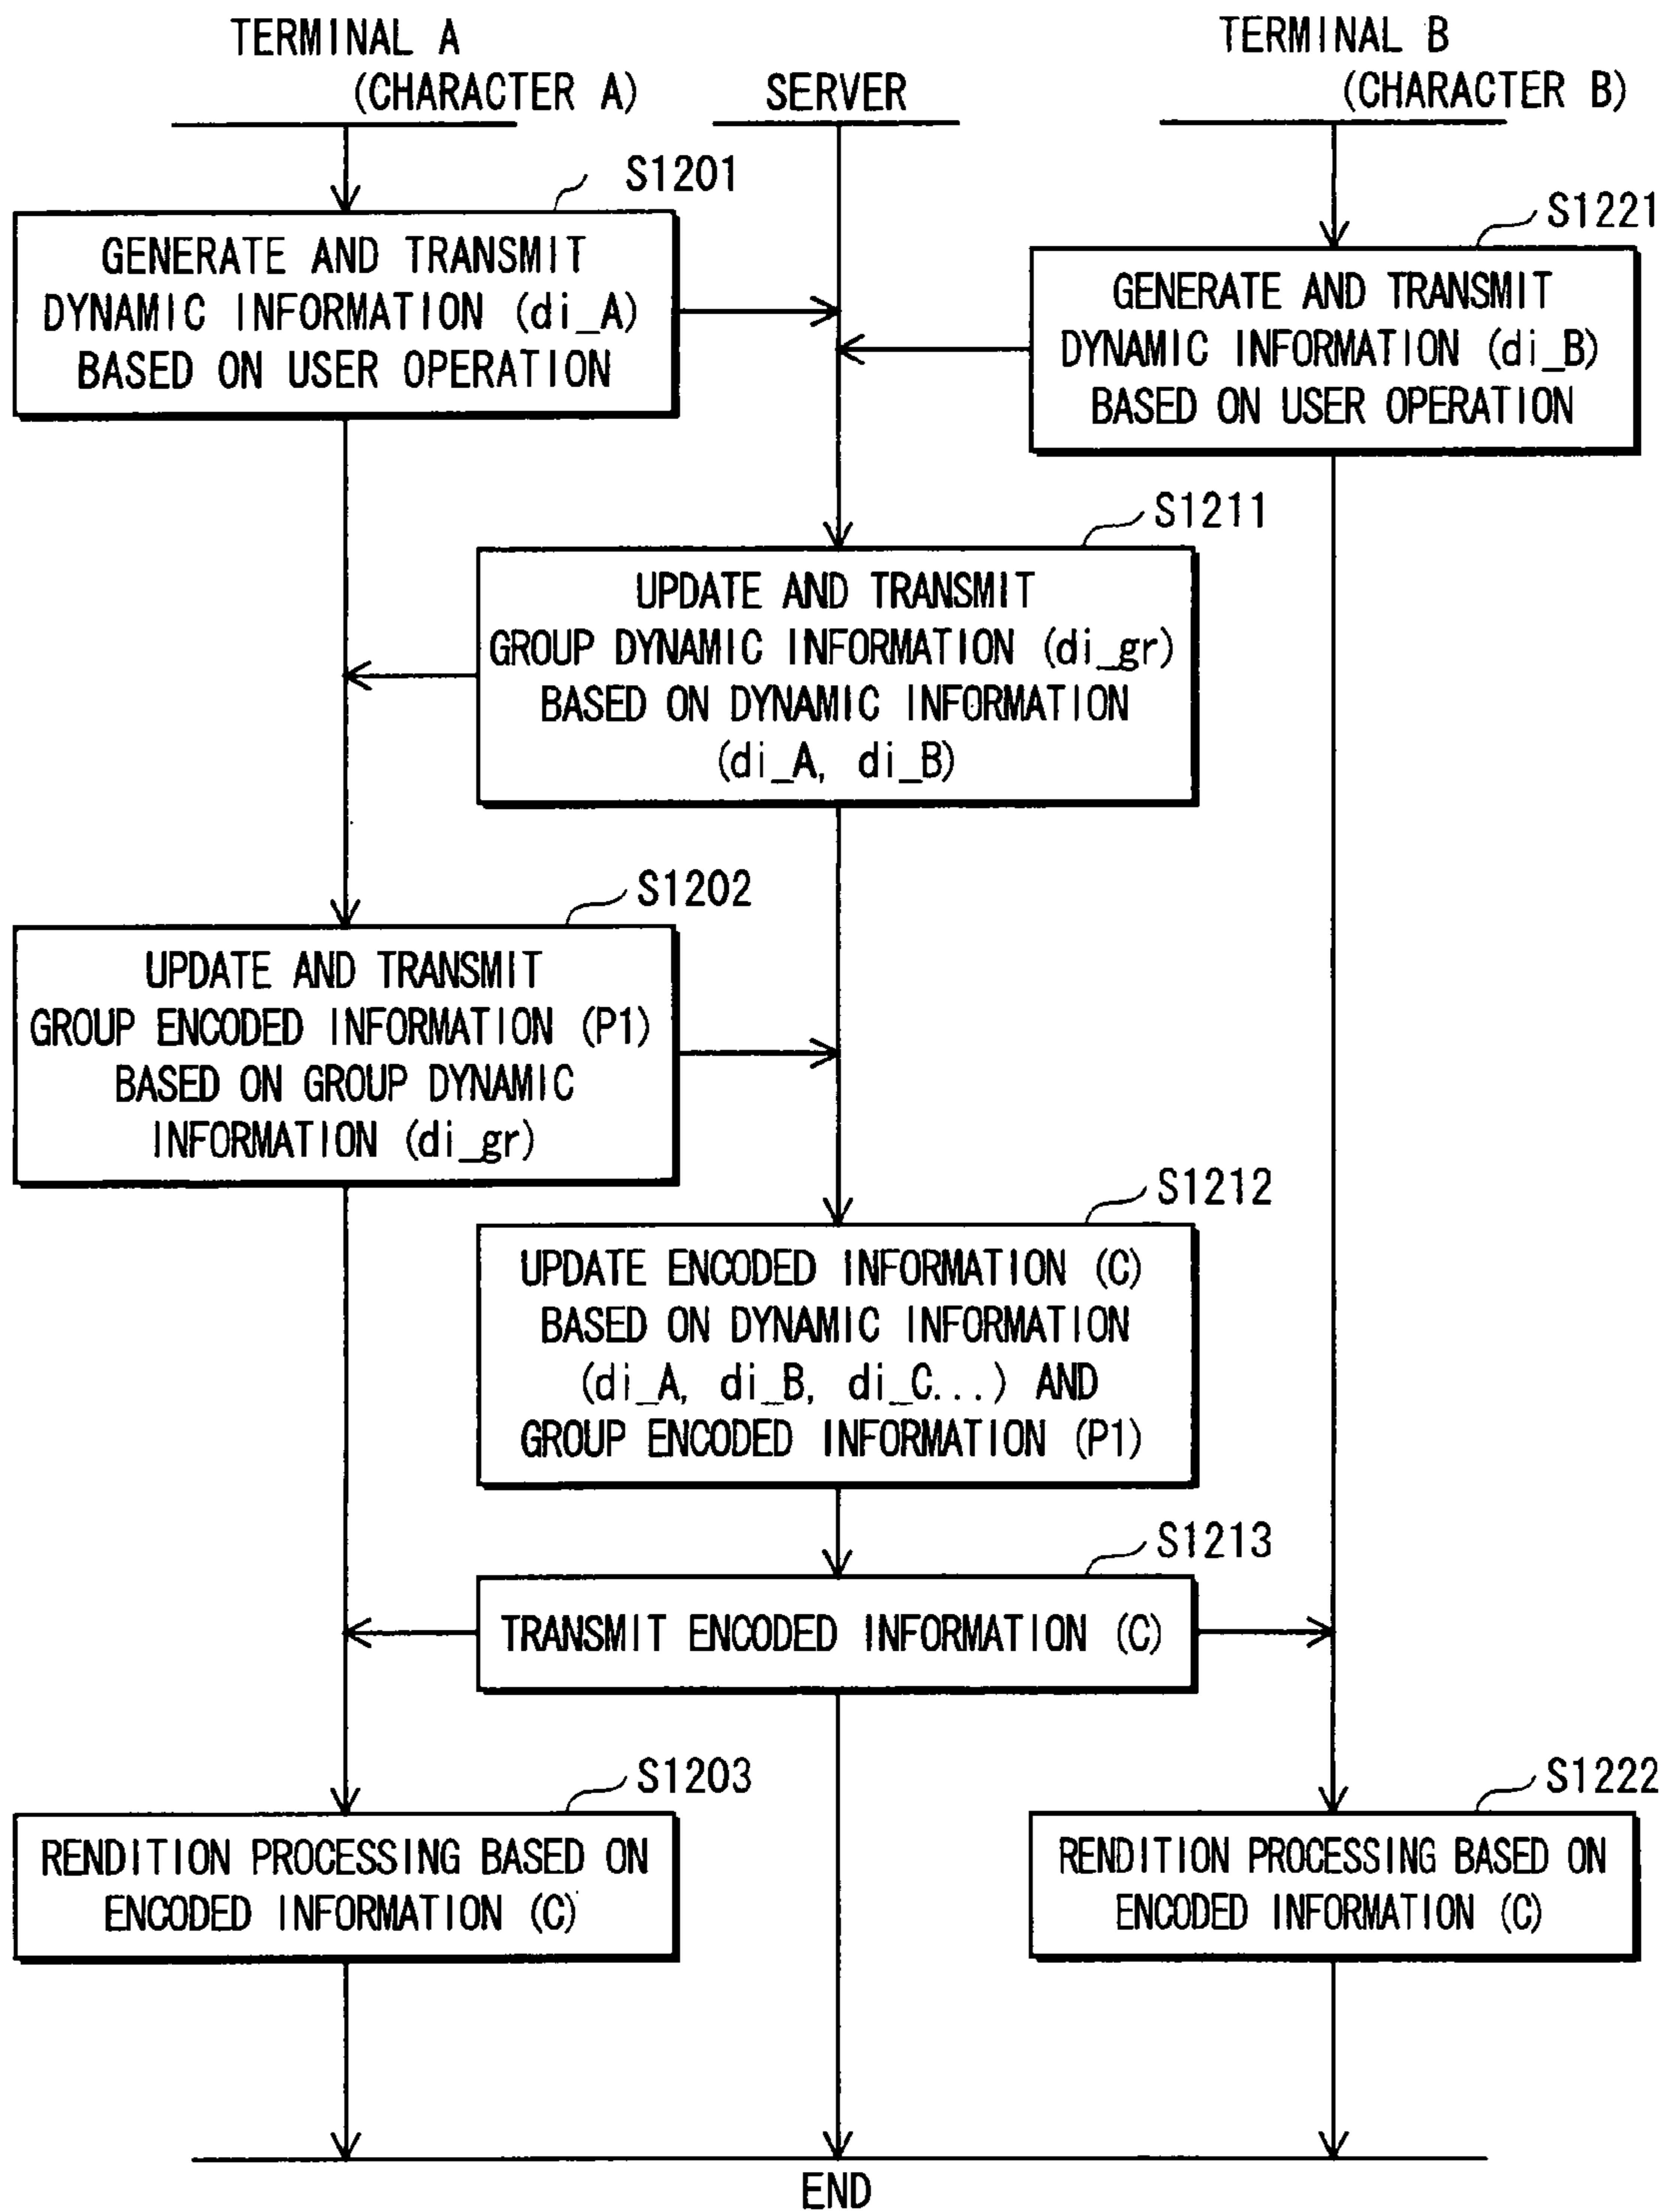 TERMINAL A
(CHARACTER A)
SERVER
TERMINAL B
(CHARACTER B)
S1201
GENERATE AND TRANSMIT
DYNAMIC INFORMATION (di_A)
BASED ON USER OPERATION
S1221
GENERATE AND TRANSMIT
DYNAMIC INFORMATION (di_B)
BASED ON USER OPERATION
S1211
UPDATE AND TRANSMIT
GROUP DYNAMIC INFORMATION (di_gr)
BASED ON DYNAMIC INFORMATION
(di_A, di_B)
S1202
UPDATE AND TRANSMIT
GROUP ENCODED INFORMATION (P1)
BASED ON GROUP DYNAMIC
INFORMATION (di_gr)
S1212
UPDATE ENCODED INFORMATION (C)
BASED ON DYNAMIC INFORMATION
(di_A, di_B, di_C...) AND
GROUP ENCODED INFORMATION (P1)
S1213
TRANSMIT ENCODED INFORMATION (C)
S1203
RENDITION PROCESSING BASED ON
ENCODED INFORMATION (C)
S1222
RENDITION PROCESSING BASED ON
ENCODED INFORMATION (C)
END